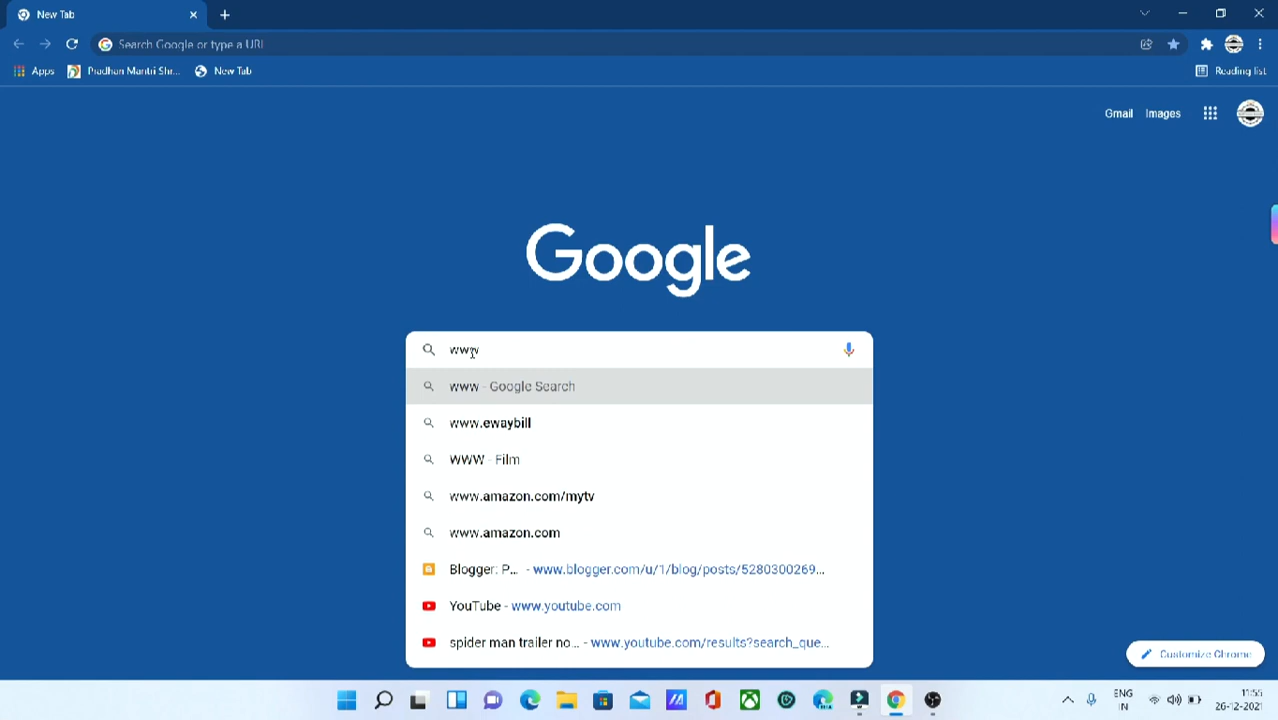 New Tab
Search Google or type a URL
Apps Pradhan Mantri Shr... New Tab Reading list
Gmail Images
Google
www
www - Google Search
www.ewaybill
WWW - Film
www.amazon.com/mytv
www.amazon.com
Blogger: P... - www.blogger.com/u/1/blog/posts/5280300269...
YouTube - www.youtube.com
spider man trailer no... - www.youtube.com/results?search_que...
Customize Chrome
ENG 11:55
IN 26-12-2021